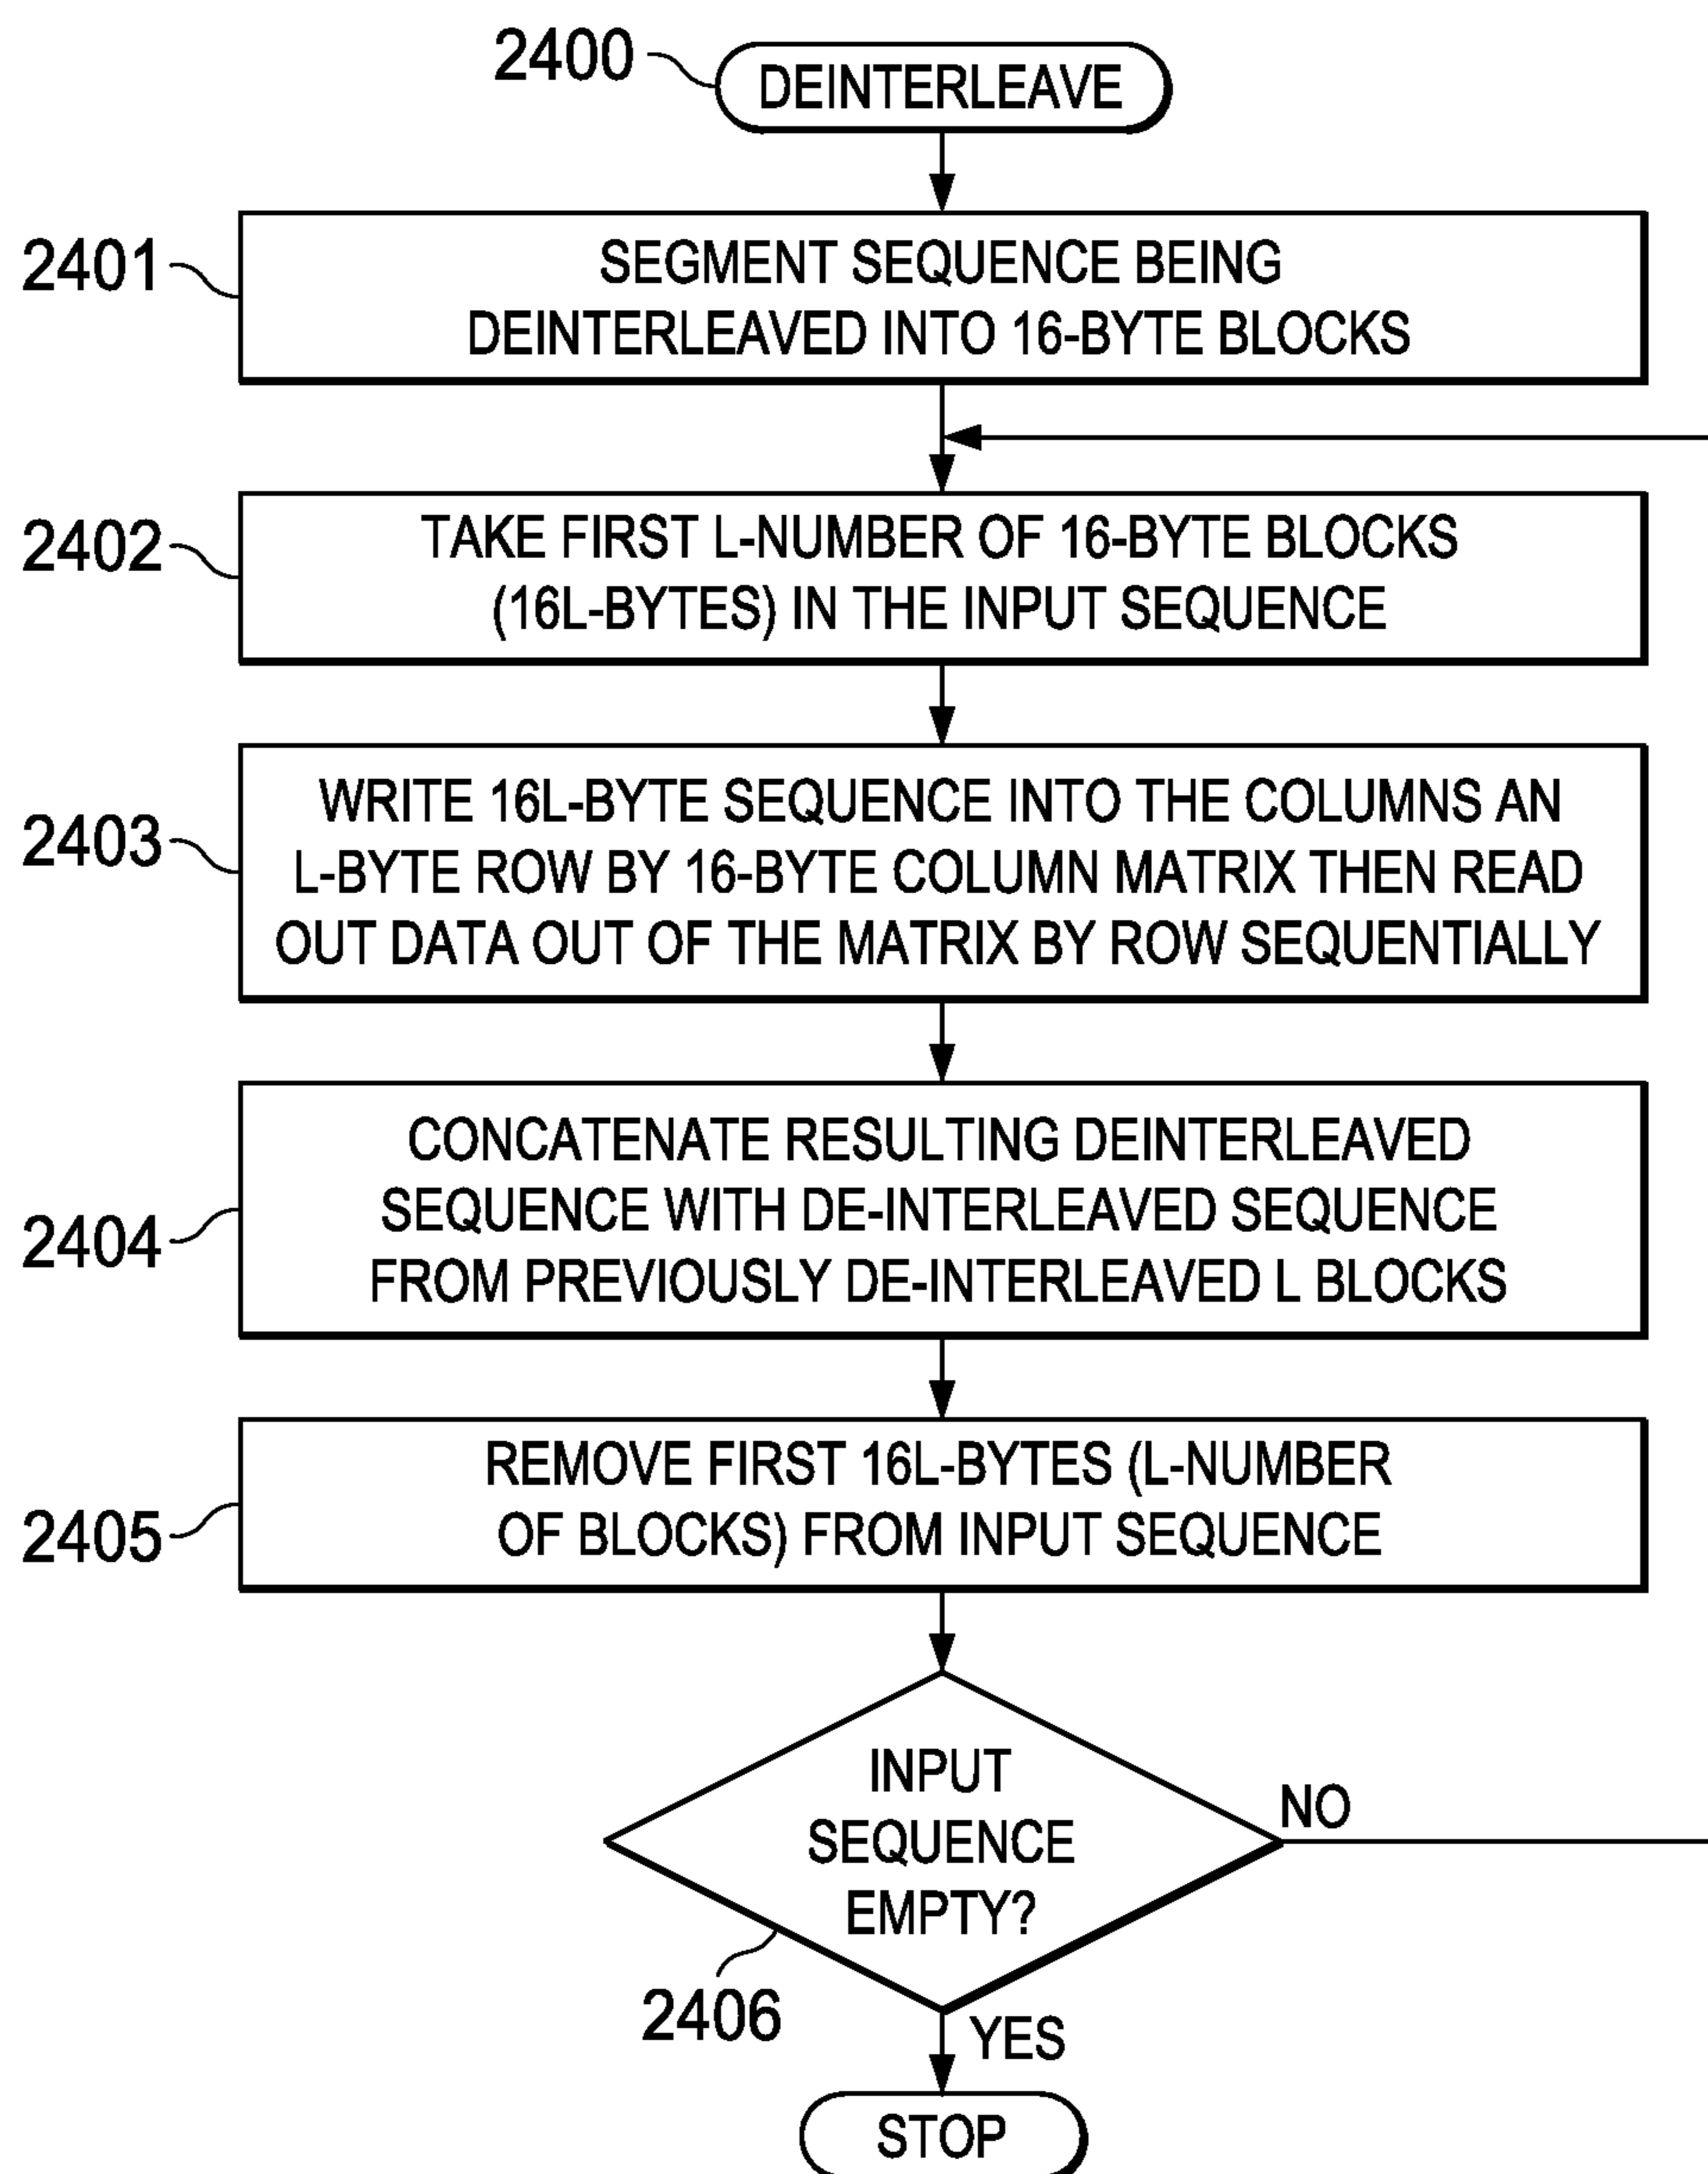 2400
DEINTERLEAVE
2401
SEGMENT SEQUENCE BEING
DEINTERLEAVED INTO 16-BYTE BLOCKS
2402
TAKE FIRST L-NUMBER OF 16-BYTE BLOCKS
(16L-BYTES) IN THE INPUT SEQUENCE
2403
WRITE 16L-BYTE SEQUENCE INTO THE COLUMNS AN
L-BYTE ROW BY 16-BYTE COLUMN MATRIX THEN READ
OUT DATA OUT OF THE MATRIX BY ROW SEQUENTIALLY
2404
CONCATENATE RESULTING DEINTERLEAVED
SEQUENCE WITH DE-INTERLEAVED SEQUENCE
FROM PREVIOUSLY DE-INTERLEAVED L BLOCKS
2405
REMOVE FIRST 16L-BYTES (L-NUMBER
OF BLOCKS) FROM INPUT SEQUENCE
INPUT
SEQUENCE
EMPTY?
NO
2406
YES
STOP